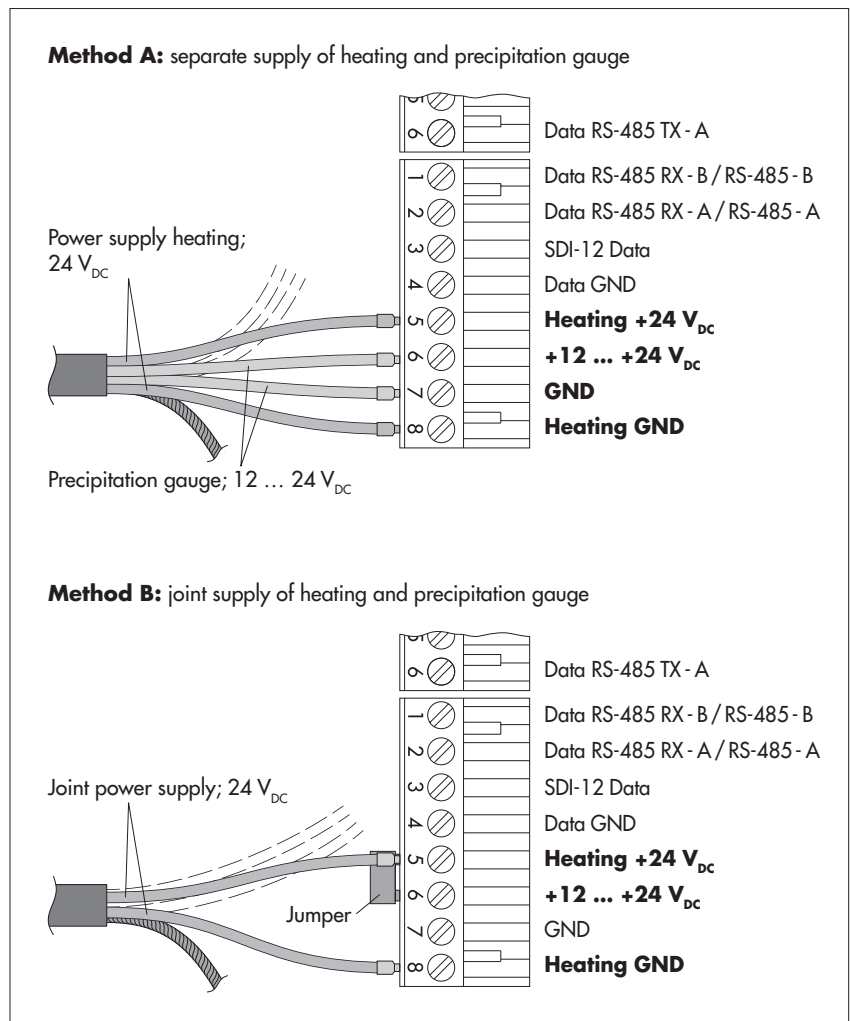 Method A: separate supply of heating and precipitation gauge
6 Data RS-485 TX - A
1 Data RS-485 RX - B / RS-485 - B
2 Data RS-485 RX - A / RS-485 - A
3 SDI-12 Data
4 Data GND
5 Heating +24 VDC
6 +12 ... +24 VDC
7 GND
8 Heating GND
Power supply heating;
24 VDC
Precipitation gauge; 12 ... 24 VDC
Method B: joint supply of heating and precipitation gauge
6 Data RS-485 TX - A
1 Data RS-485 RX - B / RS-485 - B
2 Data RS-485 RX - A / RS-485 - A
3 SDI-12 Data
4 Data GND
5 Heating +24 VDC
6 +12 ... +24 VDC
7 GND
8 Heating GND
Joint power supply; 24 VDC
Jumper